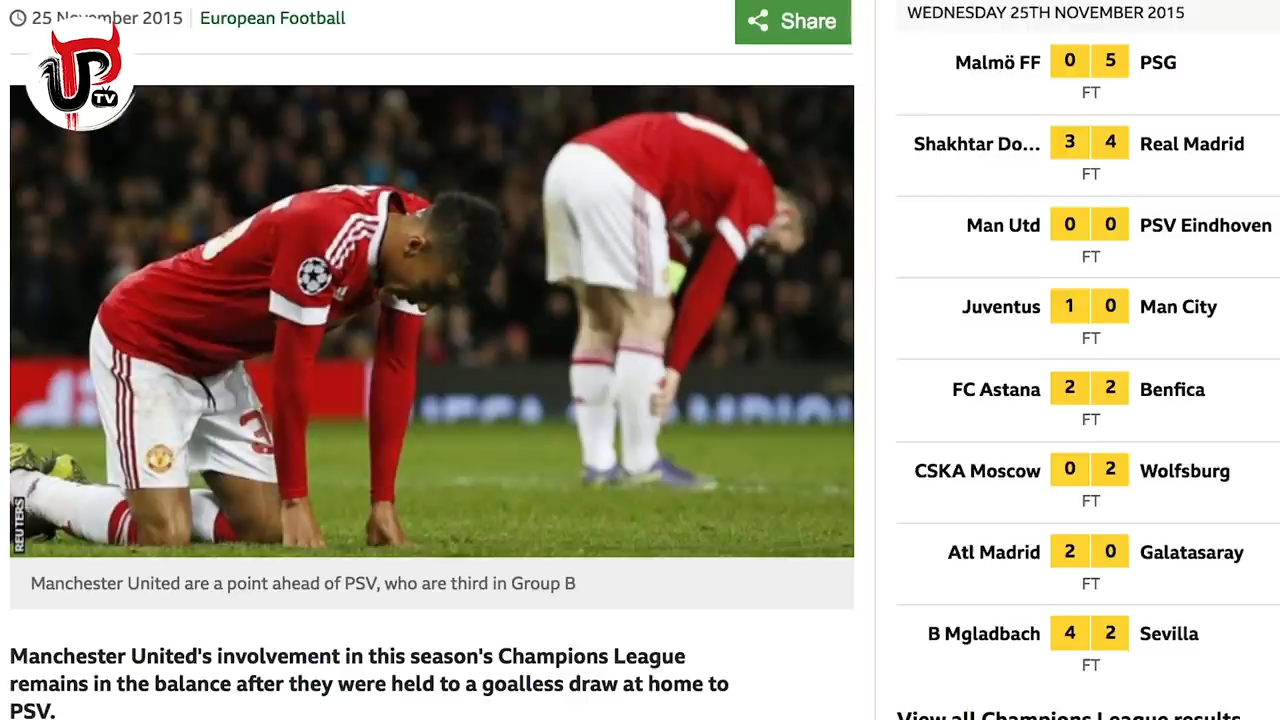 25 November 2015
European Football
Share
UP
TV
REUTERS
Manchester United are a point ahead of PSV, who are third in Group B
Manchester United's involvement in this season's Champions League
remains in the balance after they were held to a goalless draw at home to
PSV.
WEDNESDAY 25TH NOVEMBER 2015
Malmö FF 0 5 PSG
FT
Shakhtar Do... 3 4 Real Madrid
FT
Man Utd 0 0 PSV Eindhoven
FT
Juventus 1 0 Man City
FT
FC Astana 2 2 Benfica
FT
CSKA Moscow 0 2 Wolfsburg
FT
Atl Madrid 2 0 Galatasaray
FT
B Mgladbach 4 2 Sevilla
FT
View all Champions League results